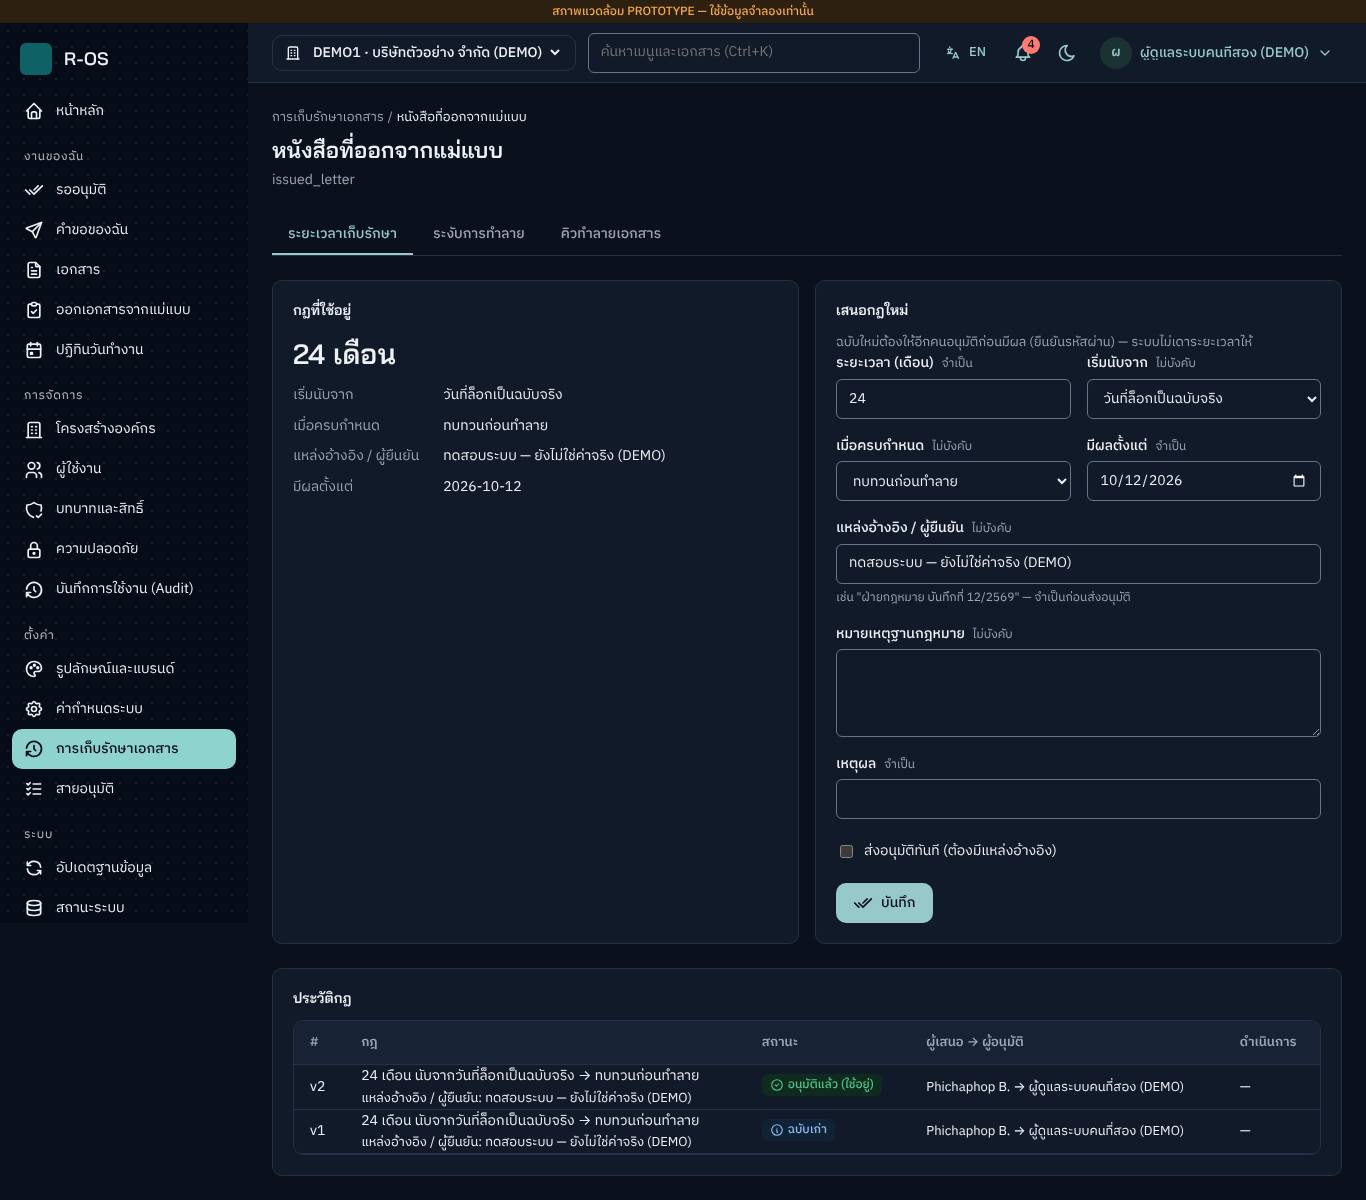 สภาพแวดล้อม PROTOTYPE — ใช้ข้อมูลจำลองเท่านั้น
R-OS
DEMO1 · บริษัทตัวอย่าง จำกัด (DEMO)
ค้นหาเมนูและเอกสาร (Ctrl+K)
EN
4
ผ
ผู้ดูแลระบบคนที่สอง (DEMO)
หน้าหลัก
งานของฉัน
รออนุมัติ
คำขอของฉัน
เอกสาร
ออกเอกสารจากแม่แบบ
ปฏิทินวันทำงาน
การจัดการ
โครงสร้างองค์กร
ผู้ใช้งาน
บทบาทและสิทธิ์
ความปลอดภัย
บันทึกการใช้งาน (Audit)
ตั้งค่า
รูปลักษณ์และแบรนด์
ค่ากำหนดระบบ
การเก็บรักษาเอกสาร
สายอนุมัติ
ระบบ
อัปเดตฐานข้อมูล
สถานะระบบ
การเก็บรักษาเอกสาร / หนังสือที่ออกจากแม่แบบ
หนังสือที่ออกจากแม่แบบ
issued_letter
ระยะเวลาเก็บรักษา
ระงับการทำลาย
คิวทำลายเอกสาร
กฎที่ใช้อยู่
24 เดือน
เริ่มนับจาก วันที่ล็อกเป็นฉบับจริง
เมื่อครบกำหนด ทบทวนก่อนทำลาย
แหล่งอ้างอิง / ผู้ยืนยัน ทดสอบระบบ — ยังไม่ใช่ค่าจริง (DEMO)
มีผลตั้งแต่ 2026-10-12
เสนอกฎใหม่
ฉบับใหม่ต้องให้อีกคนอนุมัติก่อนมีผล (ยืนยันรหัสผ่าน) — ระบบไม่เดาระยะเวลาให้
ระยะเวลา (เดือน) จำเป็น
เริ่มนับจาก ไม่บังคับ
24
วันที่ล็อกเป็นฉบับจริง
เมื่อครบกำหนด ไม่บังคับ
มีผลตั้งแต่ จำเป็น
ทบทวนก่อนทำลาย
10/12/2026
แหล่งอ้างอิง / ผู้ยืนยัน ไม่บังคับ
ทดสอบระบบ — ยังไม่ใช่ค่าจริง (DEMO)
เช่น "ฝ่ายกฎหมาย บันทึกที่ 12/2569" — จำเป็นก่อนส่งอนุมัติ
หมายเหตุฐานกฎหมาย ไม่บังคับ
เหตุผล จำเป็น
ส่งอนุมัติทันที (ต้องมีแหล่งอ้างอิง)
บันทึก
ประวัติกฎ
# กฎ สถานะ ผู้เสนอ → ผู้อนุมัติ ดำเนินการ
v2 24 เดือน นับจากวันที่ล็อกเป็นฉบับจริง → ทบทวนก่อนทำลาย อนุมัติแล้ว (ใช้อยู่) Phichaphop B. → ผู้ดูแลระบบคนที่สอง (DEMO) —
แหล่งอ้างอิง / ผู้ยืนยัน: ทดสอบระบบ — ยังไม่ใช่ค่าจริง (DEMO)
v1 24 เดือน นับจากวันที่ล็อกเป็นฉบับจริง → ทบทวนก่อนทำลาย ฉบับเก่า Phichaphop B. → ผู้ดูแลระบบคนที่สอง (DEMO) —
แหล่งอ้างอิง / ผู้ยืนยัน: ทดสอบระบบ — ยังไม่ใช่ค่าจริง (DEMO)